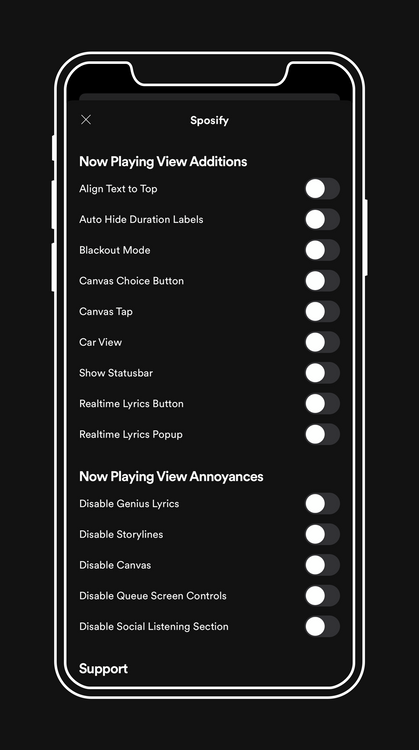 Sposify
Now Playing View Additions
Align Text to Top
Auto Hide Duration Labels
Blackout Mode
Canvas Choice Button
Canvas Tap
Car View
Show Statusbar
Realtime Lyrics Button
Realtime Lyrics Popup
Now Playing View Annoyances
Disable Genius Lyrics
Disable Storylines
Disable Canvas
Disable Queue Screen Controls
Disable Social Listening Section
Support